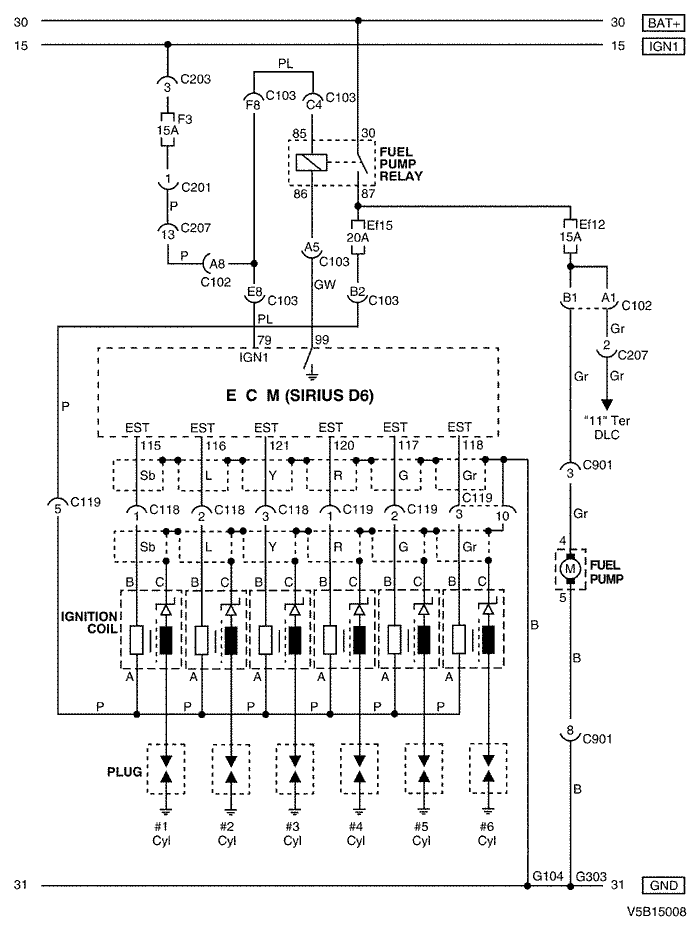 30 30 BAT+
15 15 IGN1
PL
3 C203
F8 C103 C4 C103
F3
15A
85 30
FUEL
PUMP
RELAY
86 87
1
C201
P
C207
13
Ef15
20A
Ef12
15A
P A8
C102
A5
C103
GW
E8
C103
B2
C103
B1 A1
C102
Gr
2
C207
PL
79 99
IGN1
E C M (SIRIUS D6)
Gr Gr
"11" Ter
DLC
P
EST EST EST EST EST EST
115 116 121 120 117 118
Sb L Y R G Gr
3 C901
5 C119
C118 C118 C118 C119 C119 C119
1 2 3 1 2 3 10
Gr
Sb L Y R G Gr
4
M
FUEL
PUMP
5
B C B C B C B C B C B C
IGNITION
COIL
B
B
A A A A A A
P P P P P P
8
C901
PLUG
B
#1 #2 #3 #4 #5 #6
Cyl Cyl Cyl Cyl Cyl Cyl
G104 G303
31 31 GND
V5B15008